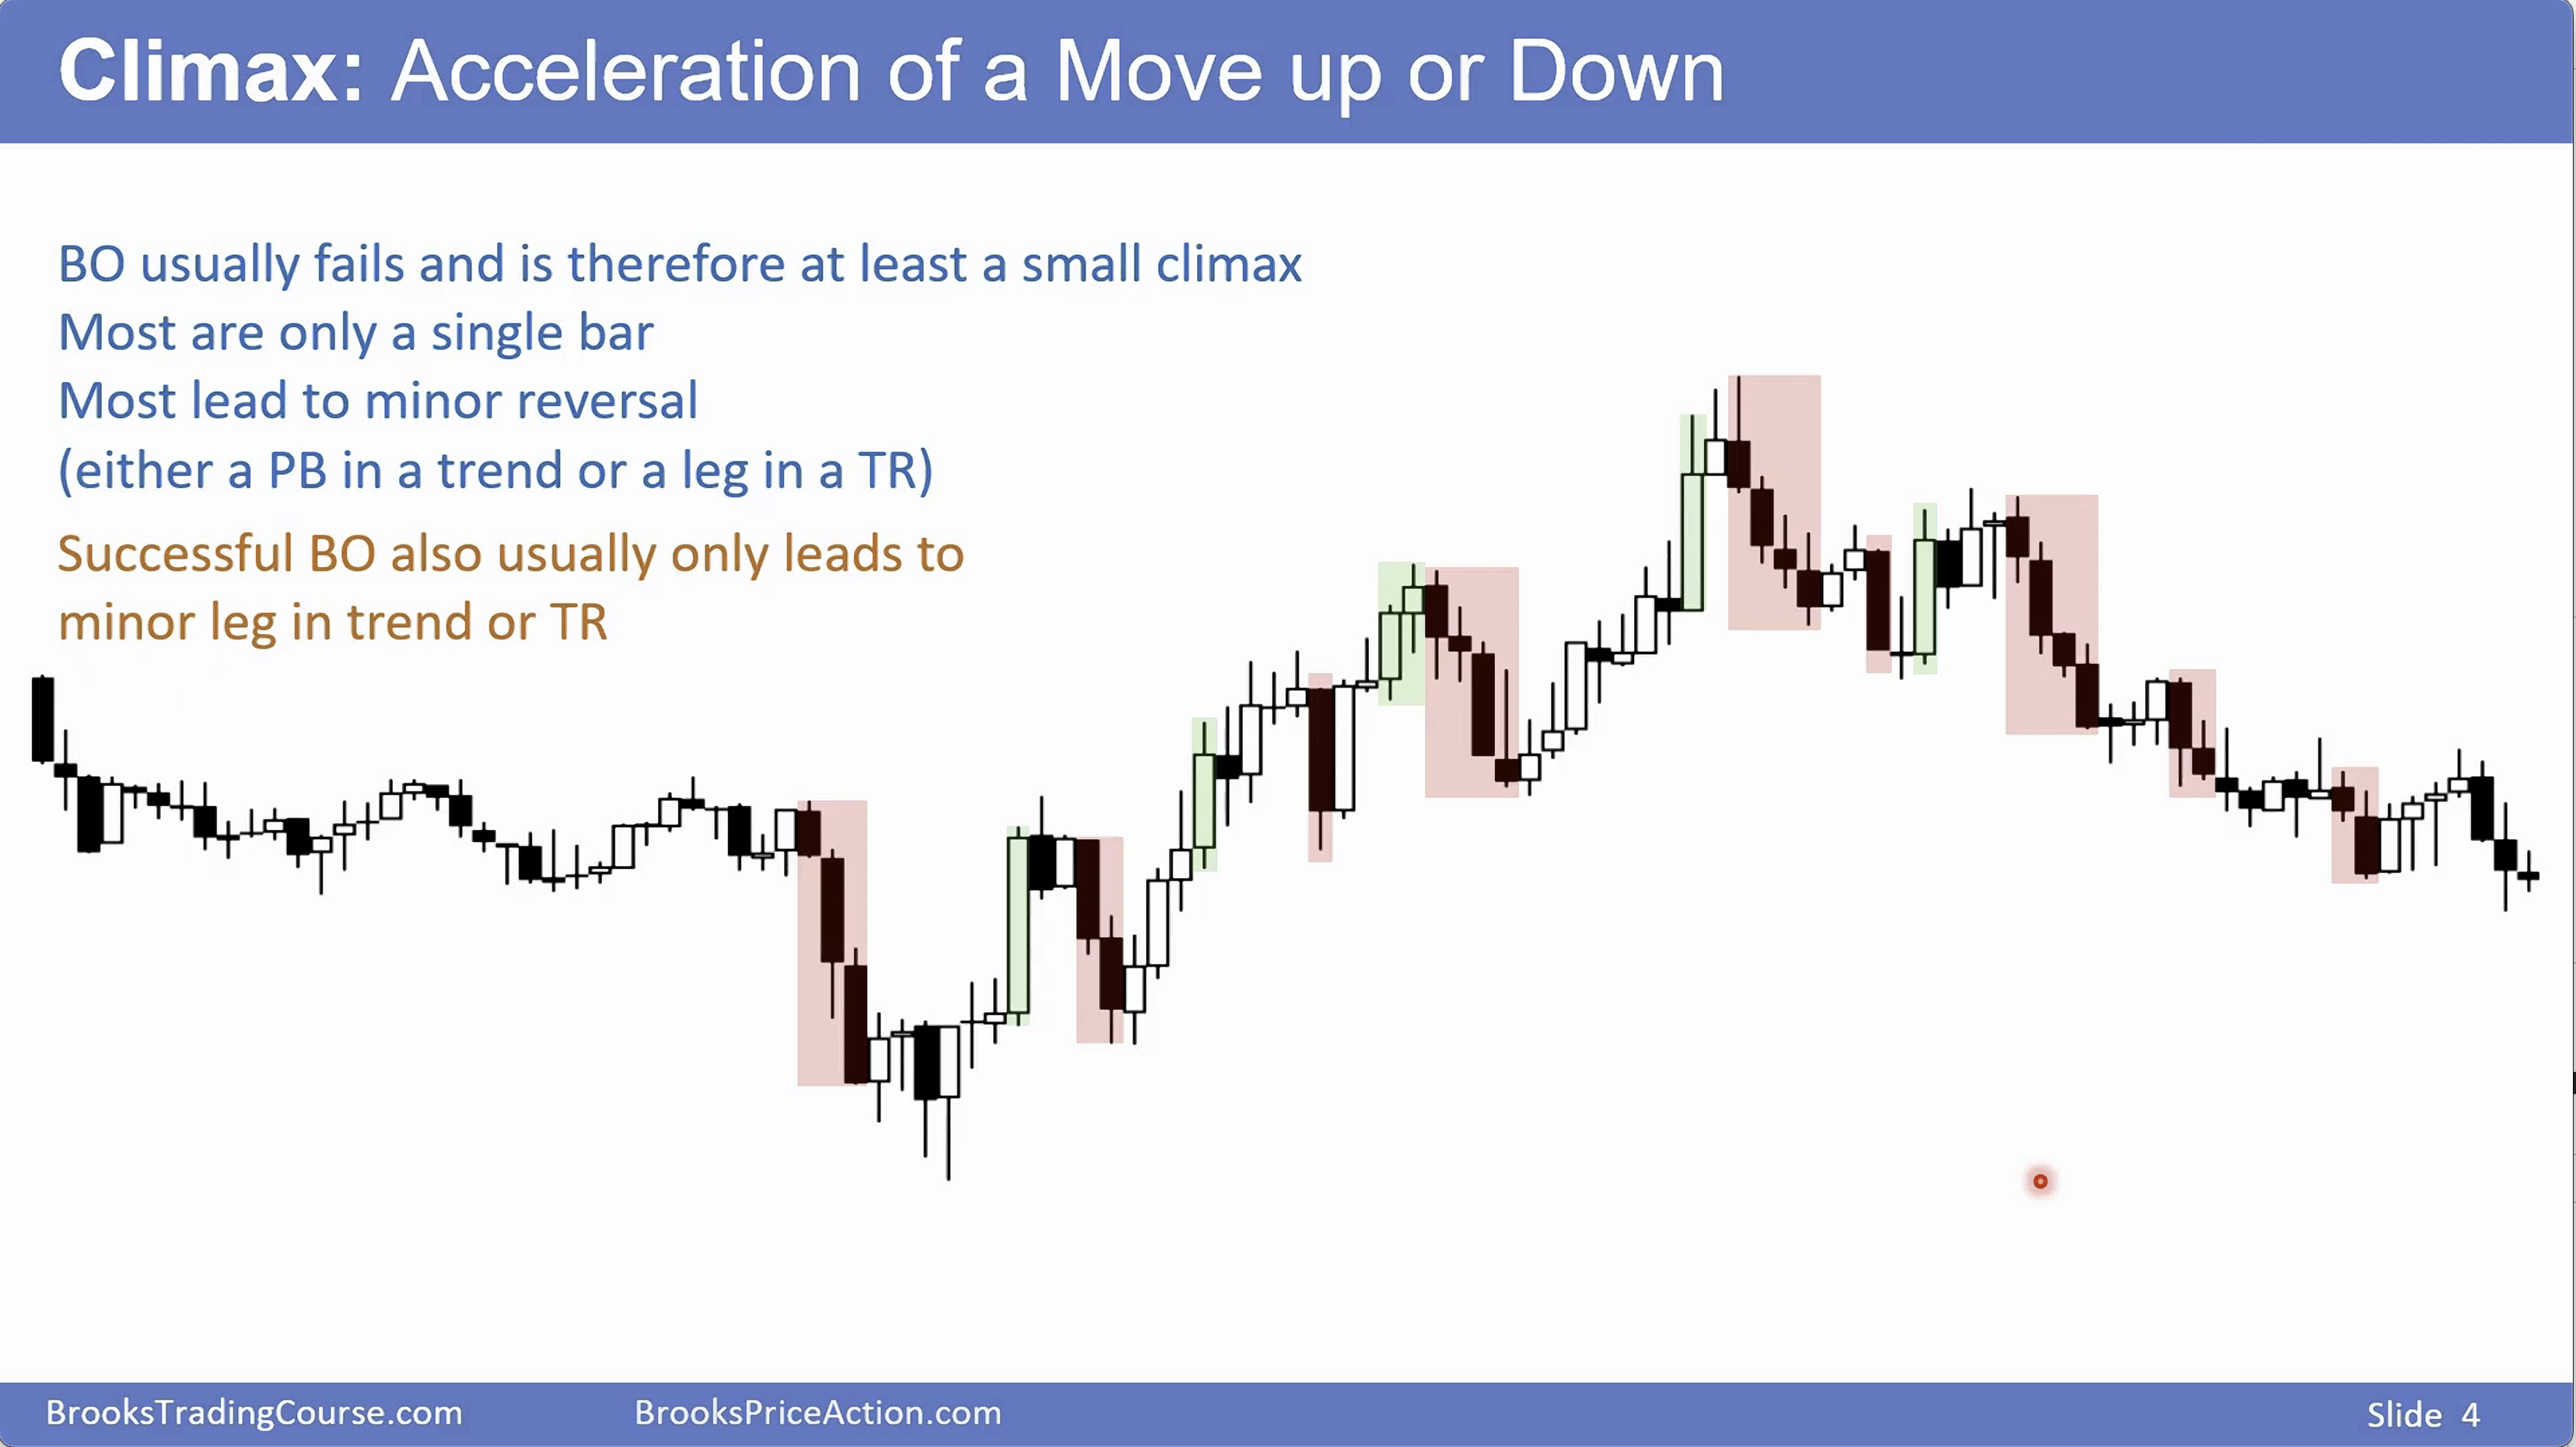 Climax: Acceleration of a Move up or Down
BO usually fails and is therefore at least a small climax
Most are only a single bar
Most lead to minor reversal
(either a PB in a trend or a leg in a TR)
Successful BO also usually only leads to
minor leg in trend or TR
BrooksTradingCourse.com
BrooksPriceAction.com
Slide 4